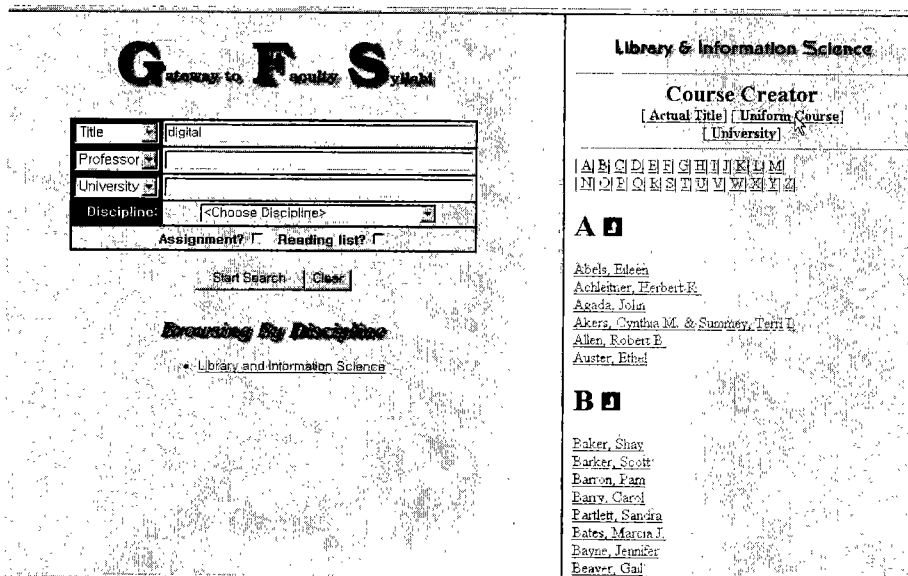 Gateway to Faculty Syllabi
Title
digital
Professor
University
Discipline:
<Choose Discipline>
Assignment? Reading list?
Start Search Clear
Browsing By Discipline
• Library and Information Science
Library & Information Science
Course Creator
[ Actual Title] [ Uniform Course]
[ University]
| A| B| C| D| E| F| G| H| I| J| K| L| M|
| N| O| P| Q| R| S| T| U| V| W| X| Y| Z|
A
Abels, Eileen
Achleitner, Herbert K.
Agada, John
Akers, Cynthia M. & Summey, Terri
Allen, Robert B.
Auster, Ethel
B
Baker, Shay
Barker, Scott
Barron, Pam
Barry, Carol
Partlett, Sandra
Bates, Marcia J.
Bayne, Jennifer
Beaver, Gail